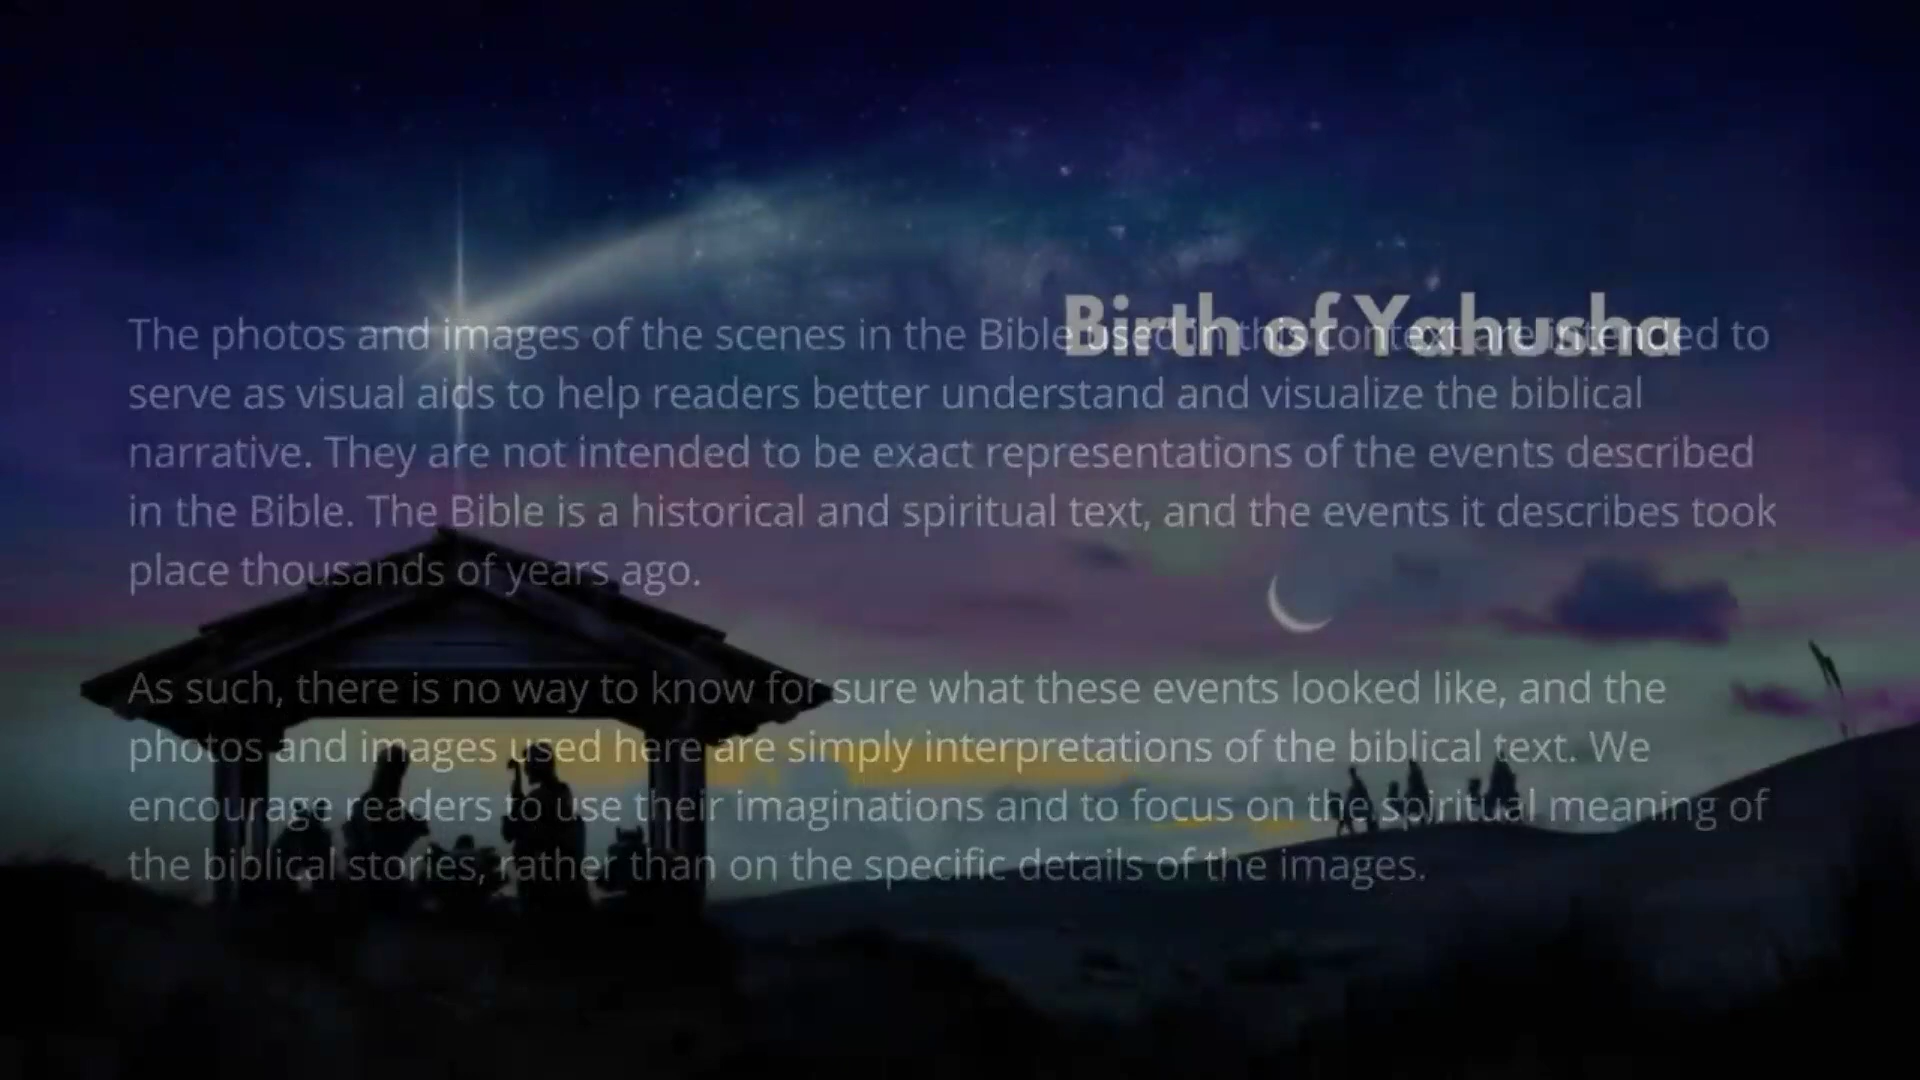 Birth of Yahusha
The photos and images of the scenes in the Bible used in this context are intended to
serve as visual aids to help readers better understand and visualize the biblical
narrative. They are not intended to be exact representations of the events described
in the Bible. The Bible is a historical and spiritual text, and the events it describes took
place thousands of years ago.
As such, there is no way to know for sure what these events looked like, and the
photos and images used here are simply interpretations of the biblical text. We
encourage readers to use their imaginations and to focus on the spiritual meaning of
the biblical stories, rather than on the specific details of the images.